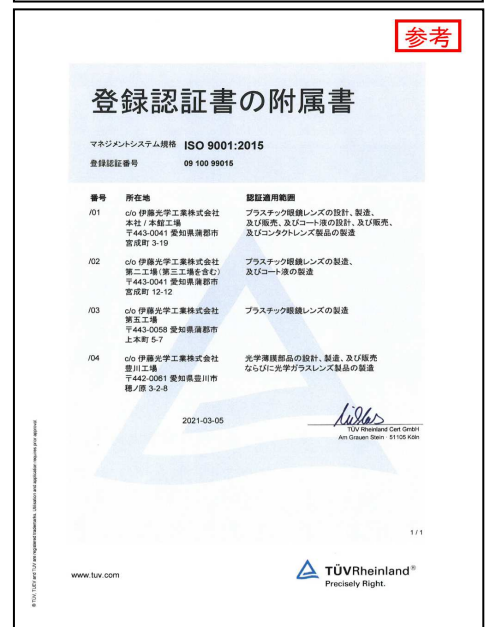 参考
登録認証書の附属書
マネジメントシステム規格 ISO 9001:2015
登録認証番号 09 100 99015
番号 所在地 認証適用範囲
/01 c/o 伊藤光学工業株式会社 プラスチック眼鏡レンズの設計、製造、
本社 / 本館工場 及び販売、及びコート液の設計、及び販売、
〒443-0041 愛知県蒲郡市 及びコンタクトレンズ製品の製造
宮成町 3-19
/02 c/o 伊藤光学工業株式会社 プラスチック眼鏡レンズの製造、
第二工場(第三工場を含む) 及びコート液の製造
〒443-0041 愛知県蒲郡市
宮成町 12-12
/03 c/o 伊藤光学工業株式会社 プラスチック眼鏡レンズの製造
第五工場
〒443-0058 愛知県蒲郡市
上本町 5-7
/04 c/o 伊藤光学工業株式会社 光学薄膜部品の設計、製造、及び販売
豊川工場 ならびに光学ガラスレンズ製品の製造
〒442-0061 愛知県豊川市
穂ノ原 3-2-8
2021-03-05
TÜV Rheinland Cert GmbH
Am Grauen Stein · 51105 Köln
1 / 1
www.tuv.com
TÜVRheinland®
Precisely Right.
® TÜV, TUEV and TUV are registered trademarks. Utilisation and application requires prior approval.